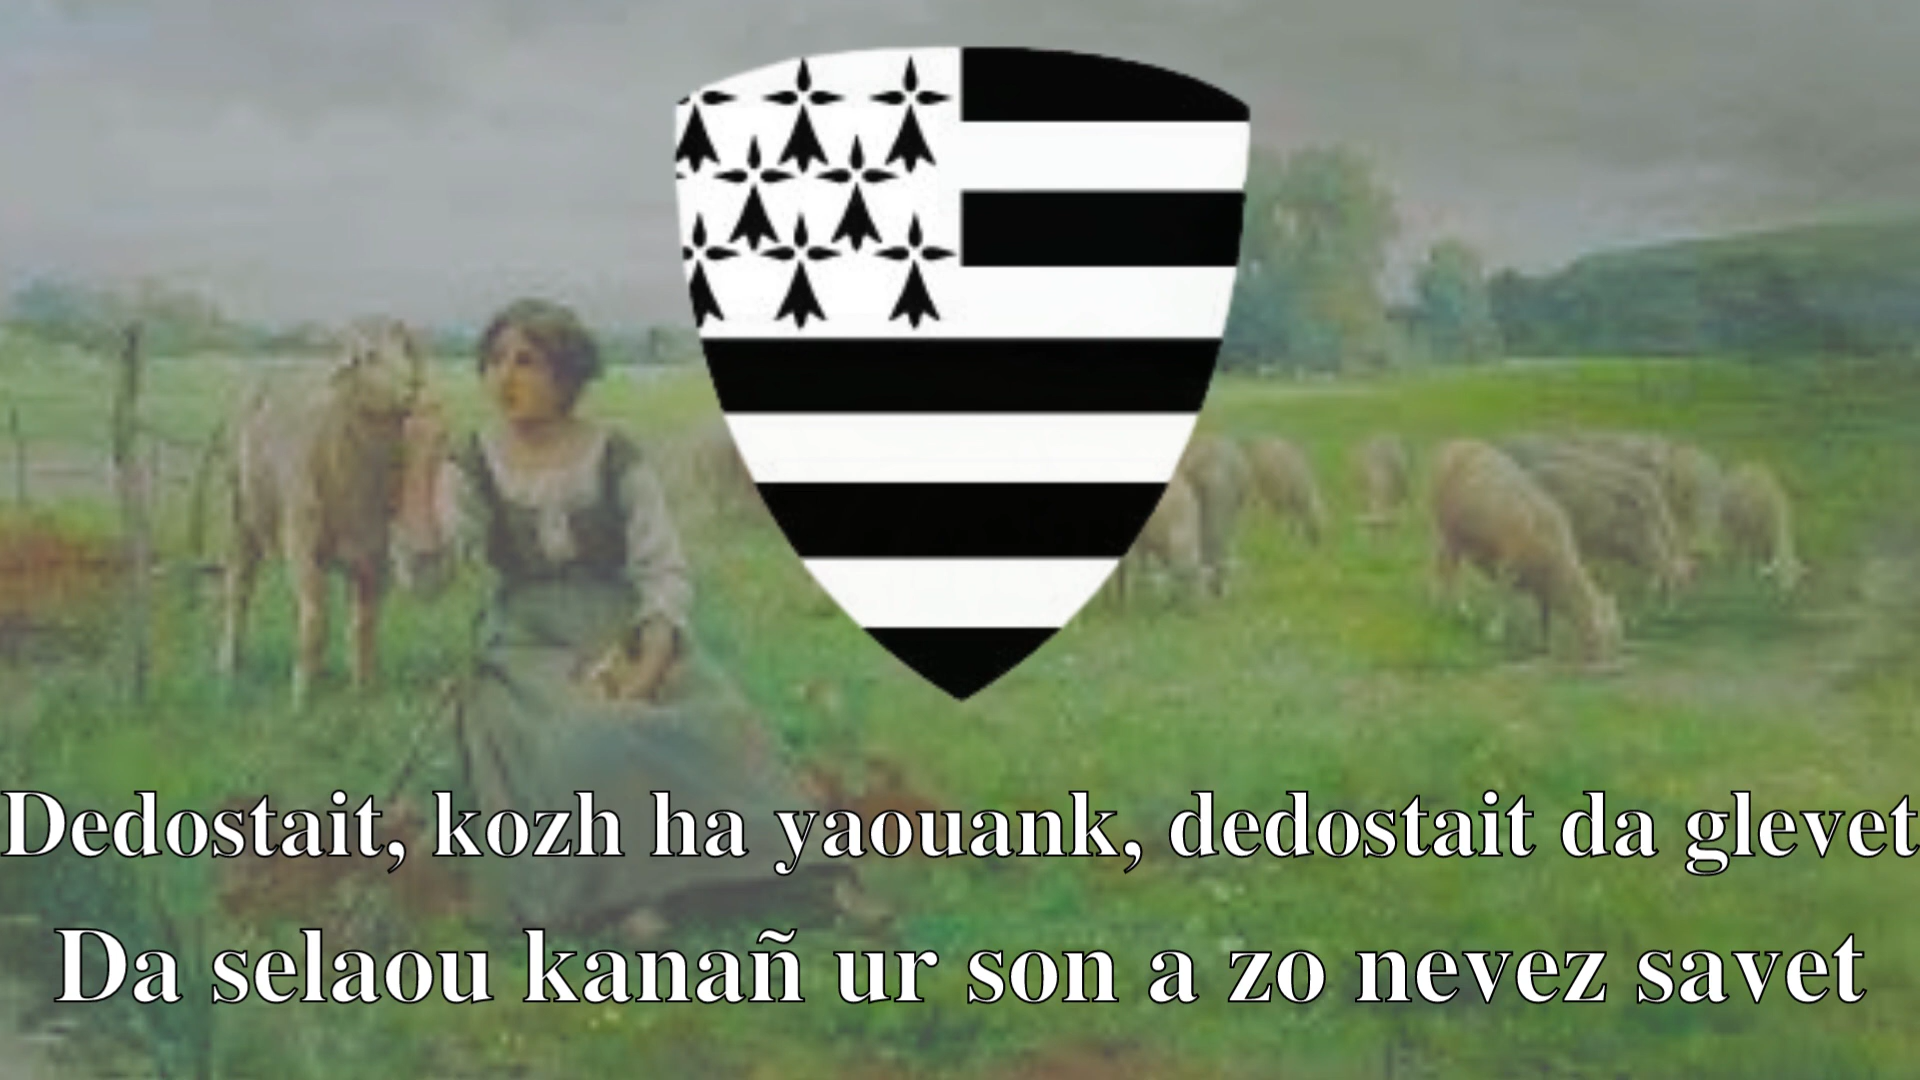 Dedostait, kozh ha yaouank, dedostait da glevet
Da selaou kanañ ur son a zo nevez savet